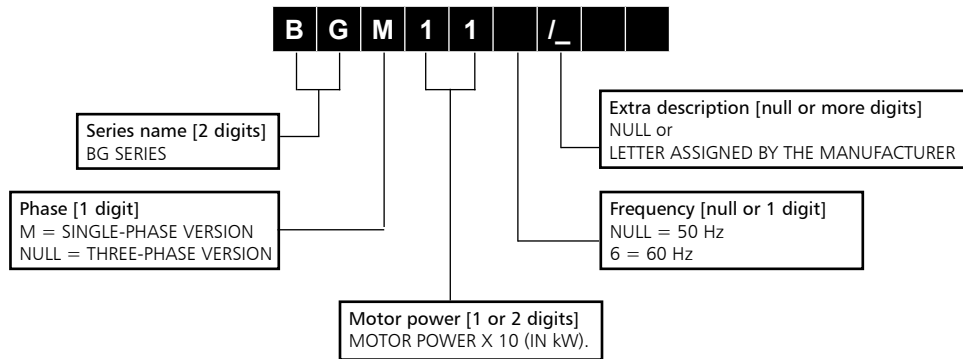 B G M 1 1 /_
Series name [2 digits]
BG SERIES
Extra description [null or more digits]
NULL or
LETTER ASSIGNED BY THE MANUFACTURER
Phase [1 digit]
M = SINGLE-PHASE VERSION
NULL = THREE-PHASE VERSION
Frequency [null or 1 digit]
NULL = 50 Hz
6 = 60 Hz
Motor power [1 or 2 digits]
MOTOR POWER X 10 (IN kW).